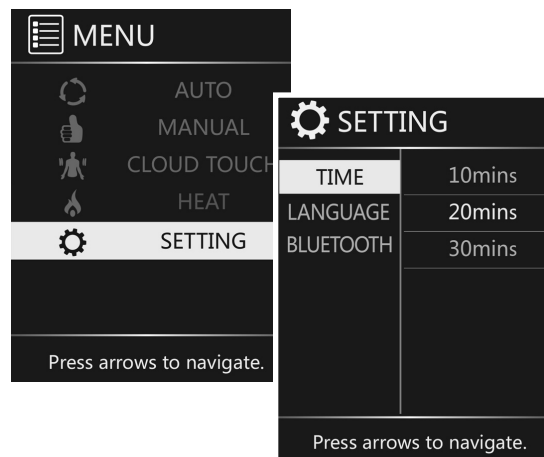 MENU
AUTO
MANUAL
CLOUD TOUCH
HEAT
SETTING
Press arrows to navigate.
SETTING
TIME
LANGUAGE
BLUETOOTH
10mins
20mins
30mins
Press arrows to navigate.